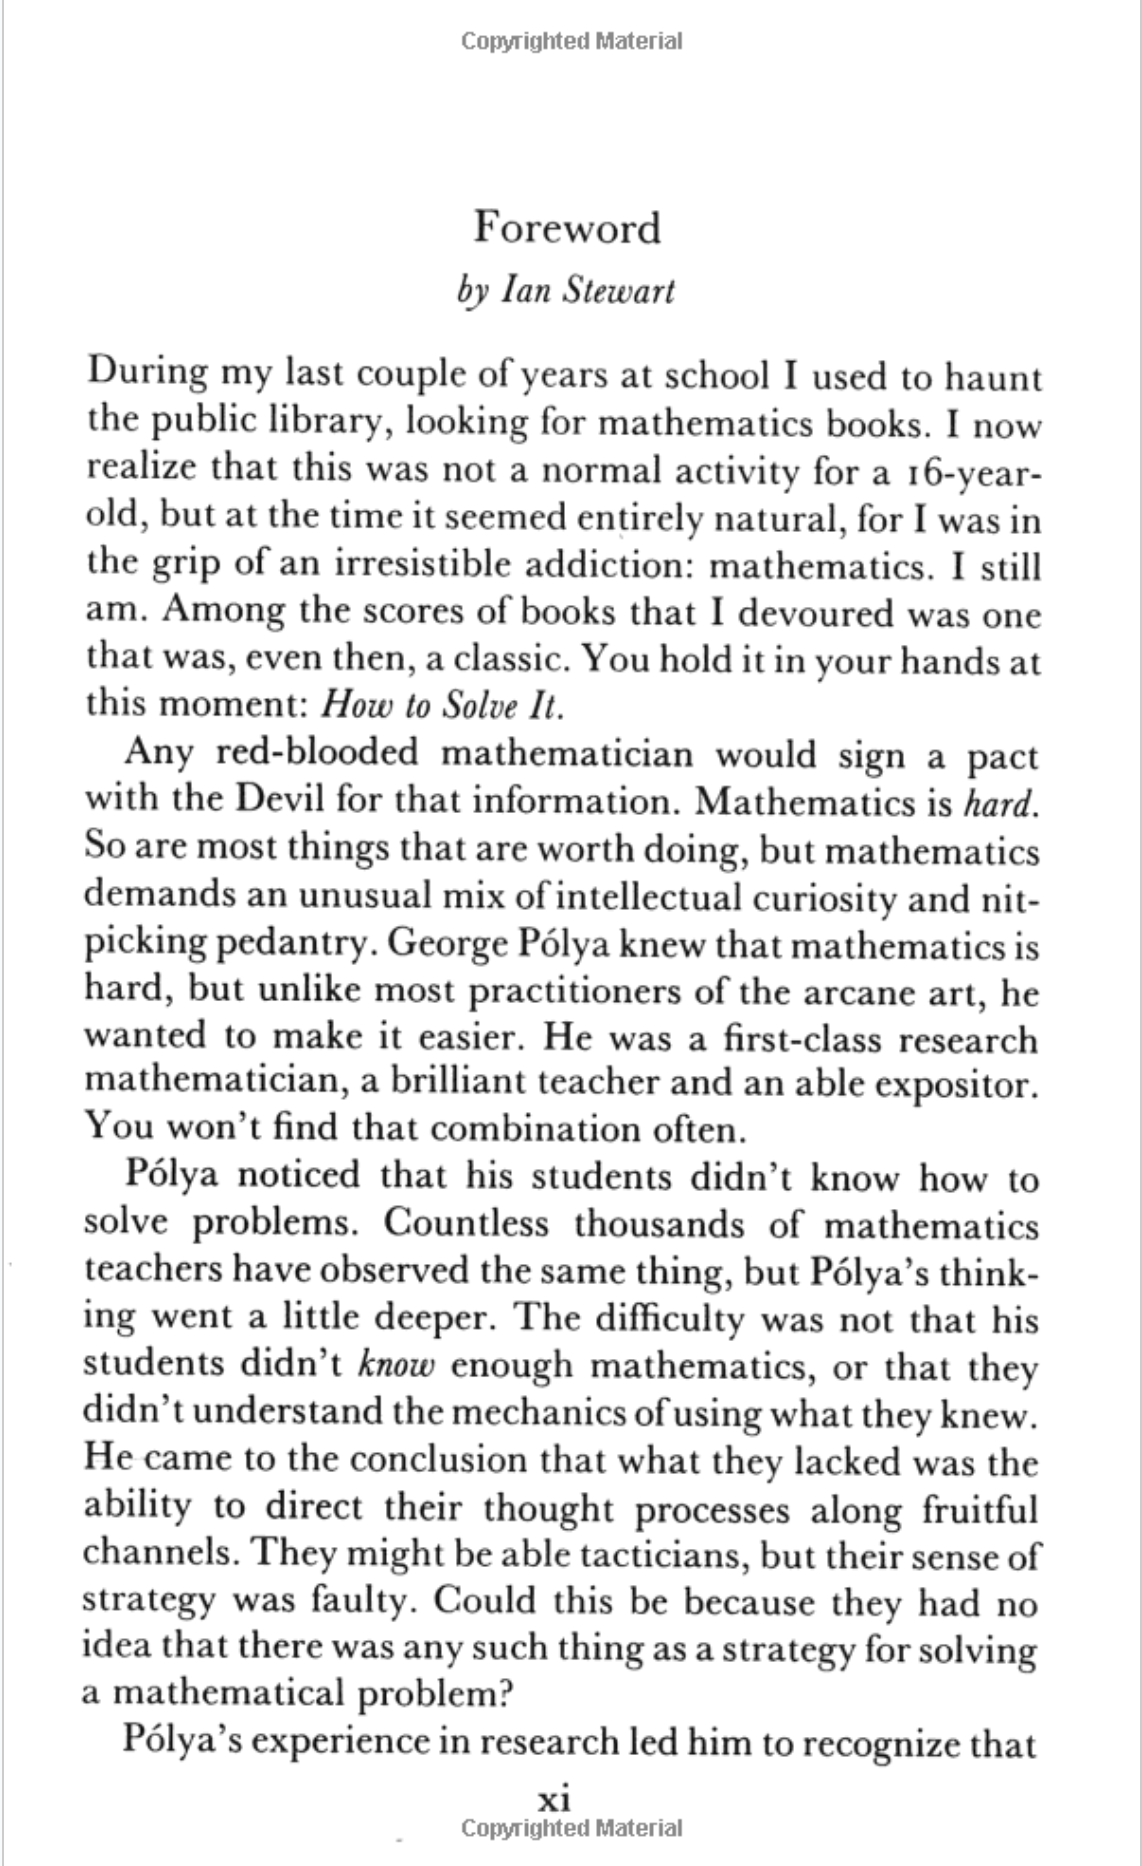 Copyrighted Material
Foreword
by Ian Stewart
During my last couple of years at school I used to haunt
the public library, looking for mathematics books. I now
realize that this was not a normal activity for a 16-year-
old, but at the time it seemed entirely natural, for I was in
the grip of an irresistible addiction: mathematics. I still
am. Among the scores of books that I devoured was one
that was, even then, a classic. You hold it in your hands at
this moment: How to Solve It.
Any red-blooded mathematician would sign a pact
with the Devil for that information. Mathematics is hard.
So are most things that are worth doing, but mathematics
demands an unusual mix of intellectual curiosity and nit-
picking pedantry. George Pólya knew that mathematics is
hard, but unlike most practitioners of the arcane art, he
wanted to make it easier. He was a first-class research
mathematician, a brilliant teacher and an able expositor.
You won't find that combination often.
Pólya noticed that his students didn't know how to
solve problems. Countless thousands of mathematics
teachers have observed the same thing, but Pólya's think-
ing went a little deeper. The difficulty was not that his
students didn't know enough mathematics, or that they
didn't understand the mechanics of using what they knew.
He came to the conclusion that what they lacked was the
ability to direct their thought processes along fruitful
channels. They might be able tacticians, but their sense of
strategy was faulty. Could this be because they had no
idea that there was any such thing as a strategy for solving
a mathematical problem?
Pólya's experience in research led him to recognize that
xi
Copyrighted Material